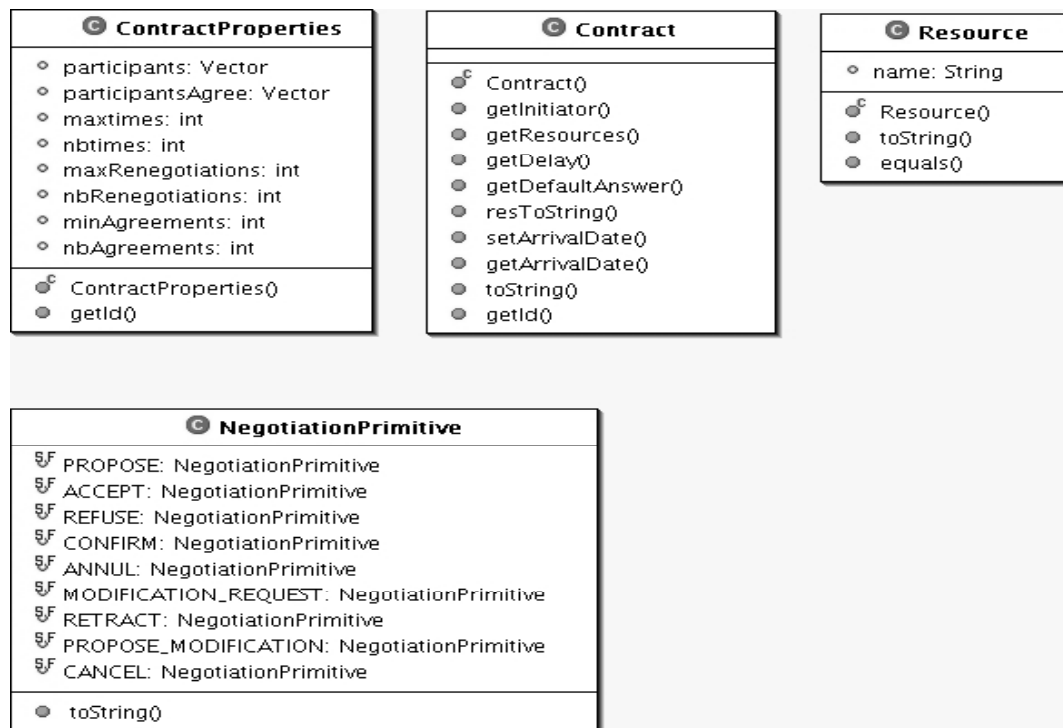 ContractProperties
participants: Vector
participantsAgree: Vector
maxtimes: int
nbtimes: int
maxRenegotiations: int
nbRenegotiations: int
minAgreements: int
nbAgreements: int
C ContractProperties()
getId()
Contract
C Contract()
getInitiator()
getResources()
getDelay()
getDefaultAnswer()
resToString()
setArrivalDate()
getArrivalDate()
toString()
getId()
Resource
name: String
C Resource()
toString()
equals()
NegotiationPrimitive
S,F PROPOSE: NegotiationPrimitive
S,F ACCEPT: NegotiationPrimitive
S,F REFUSE: NegotiationPrimitive
S,F CONFIRM: NegotiationPrimitive
S,F ANNUL: NegotiationPrimitive
S,F MODIFICATION_REQUEST: NegotiationPrimitive
S,F RETRACT: NegotiationPrimitive
S,F PROPOSE_MODIFICATION: NegotiationPrimitive
S,F CANCEL: NegotiationPrimitive
toString()